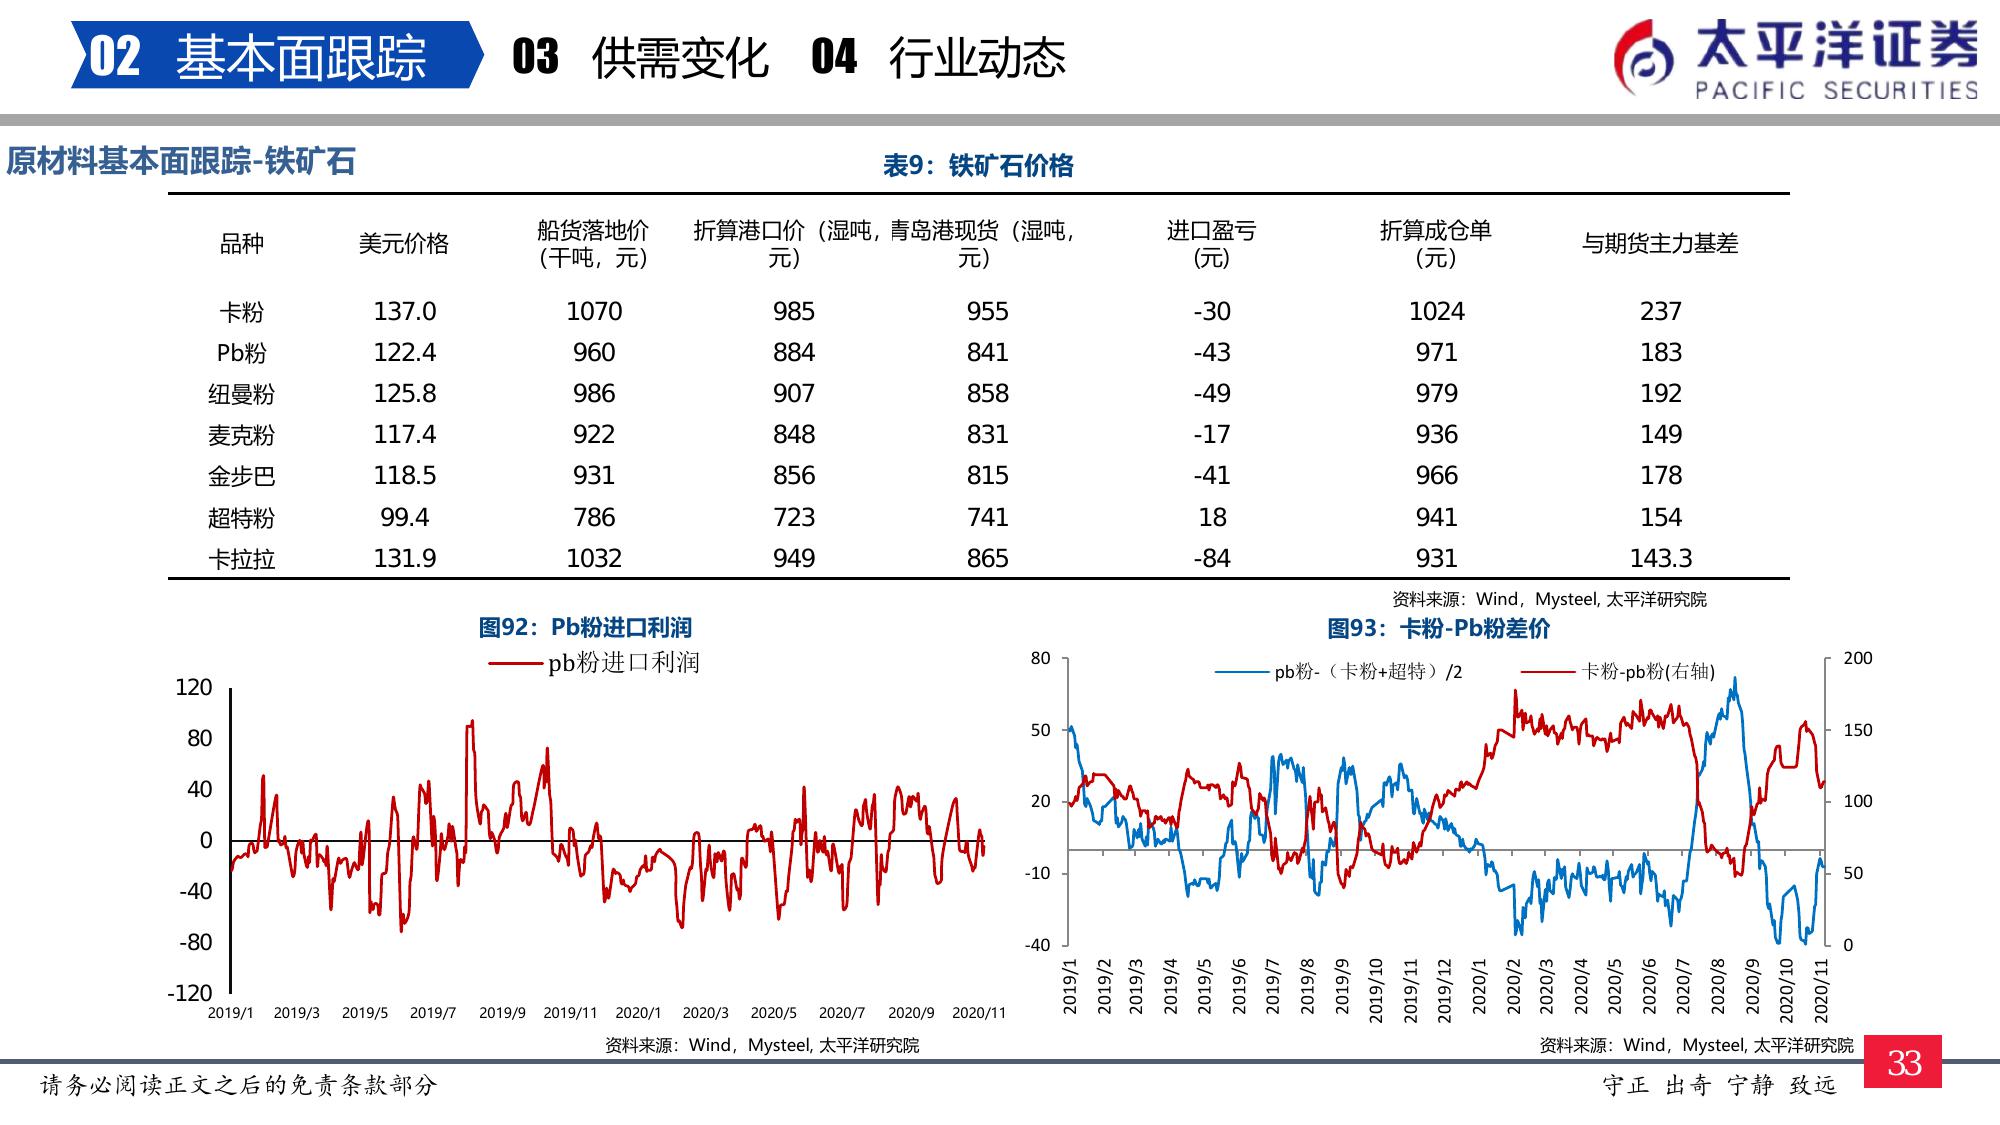 02 基本面跟踪 03 供需变化 04 行业动态
太平洋证券
PACIFIC SECURITIES
原材料基本面跟踪-铁矿石
表9：铁矿石价格
品种 美元价格 船货落地价（干吨，元） 折算港口价（湿吨，元） 青岛港现货（湿吨，元） 进口盈亏（元） 折算成仓单（元） 与期货主力基差
卡粉 137.0 1070 985 955 -30 1024 237
Pb粉 122.4 960 884 841 -43 971 183
纽曼粉 125.8 986 907 858 -49 979 192
麦克粉 117.4 922 848 831 -17 936 149
金步巴 118.5 931 856 815 -41 966 178
超特粉 99.4 786 723 741 18 941 154
卡拉拉 131.9 1032 949 865 -84 931 143.3
资料来源：Wind，Mysteel, 太平洋研究院
图92：Pb粉进口利润
pb粉进口利润
120
80
40
0
-40
-80
-120
2019/1 2019/3 2019/5 2019/7 2019/9 2019/11 2020/1 2020/3 2020/5 2020/7 2020/9 2020/11
资料来源：Wind，Mysteel, 太平洋研究院
图93：卡粉-Pb粉差价
pb粉-（卡粉+超特）/2 卡粉-pb粉(右轴)
80 200
50 150
20 100
-10 50
-40 0
2019/1 2019/2 2019/3 2019/4 2019/5 2019/6 2019/7 2019/8 2019/9 2019/10 2019/11 2019/12 2020/1 2020/2 2020/3 2020/4 2020/5 2020/6 2020/7 2020/8 2020/9 2020/10 2020/11
资料来源：Wind，Mysteel, 太平洋研究院
请务必阅读正文之后的免责条款部分
守正 出奇 宁静 致远
33